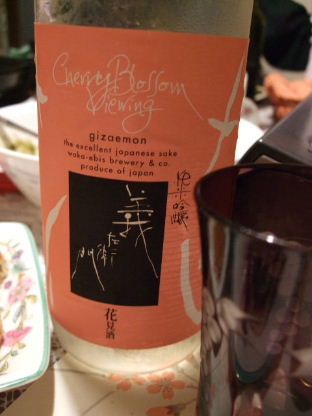 Cherry Blossom
Viewing
gizaemon
the excellent japanese sake
waka-ebis brewery & co.
produce of japan
純米吟醸
義左衛門
花見酒